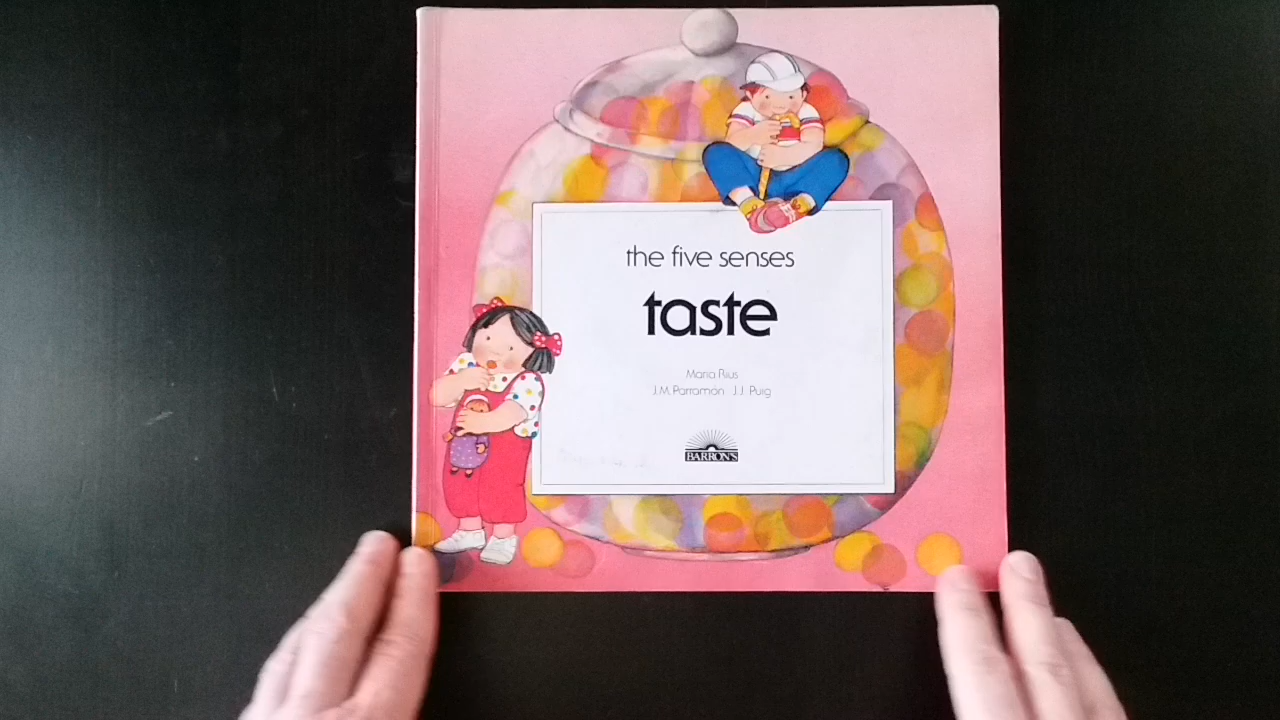 the five senses
taste
Maria Rius
J.M. Parramón J.J. Puig
BARRON'S